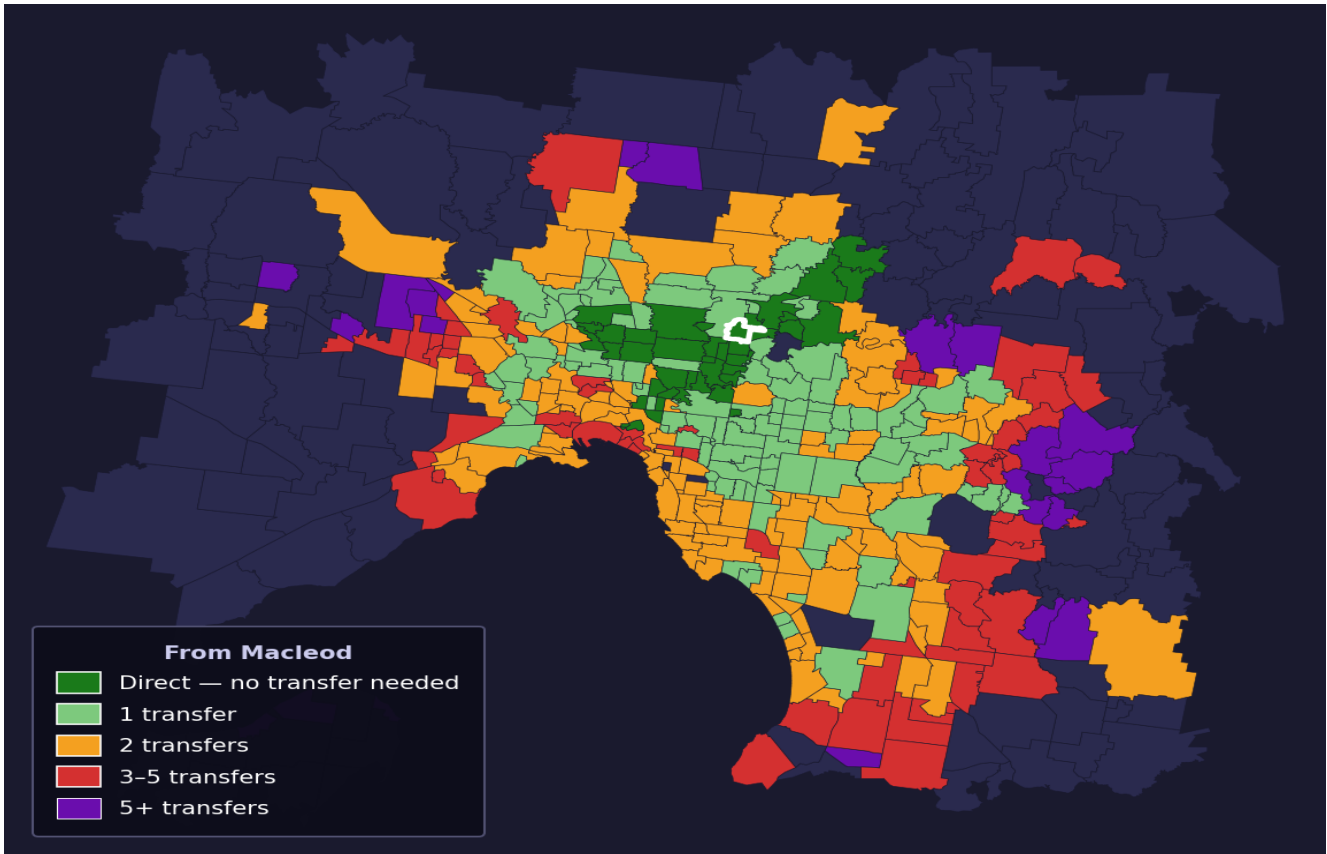 From Macleod
Direct — no transfer needed
1 transfer
2 transfers
3–5 transfers
5+ transfers